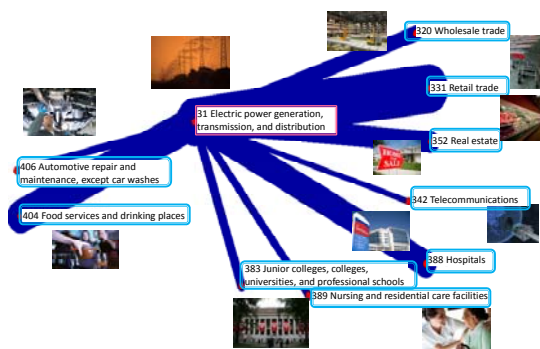 320 Wholesale trade
331 Retail trade
31 Electric power generation,
transmission, and distribution
352 Real estate
406 Automotive repair and
maintenance, except car washes
342 Telecommunications
404 Food services and drinking places
388 Hospitals
383 Junior colleges, colleges,
universities, and professional schools
389 Nursing and residential care facilities